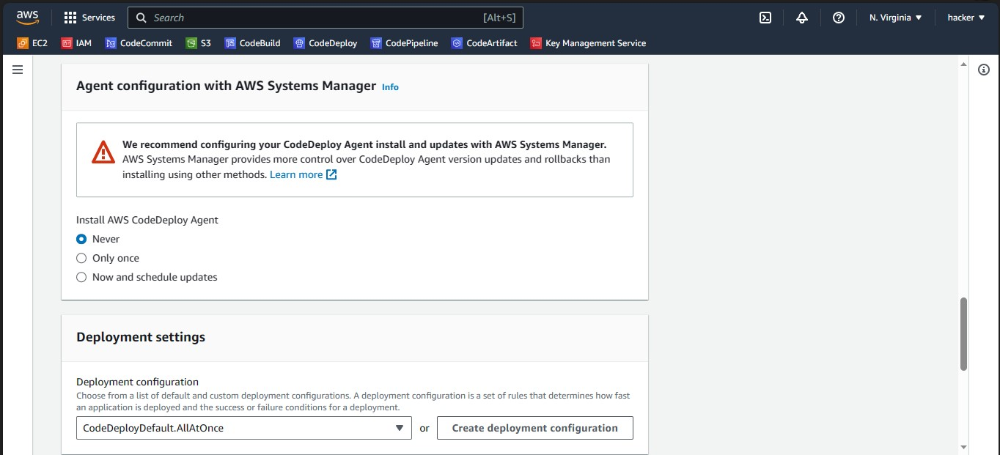 aws
Services
Search [Alt+S]
N. Virginia
hacker
EC2 IAM CodeCommit S3 CodeBuild CodeDeploy CodePipeline CodeArtifact Key Management Service
Agent configuration with AWS Systems Manager Info
We recommend configuring your CodeDeploy Agent install and updates with AWS Systems Manager.
AWS Systems Manager provides more control over CodeDeploy Agent version updates and rollbacks than
installing using other methods. Learn more
Install AWS CodeDeploy Agent
Never
Only once
Now and schedule updates
Deployment settings
Deployment configuration
Choose from a list of default and custom deployment configurations. A deployment configuration is a set of rules that determines how fast
an application is deployed and the success or failure conditions for a deployment.
CodeDeployDefault.AllAtOnce or Create deployment configuration